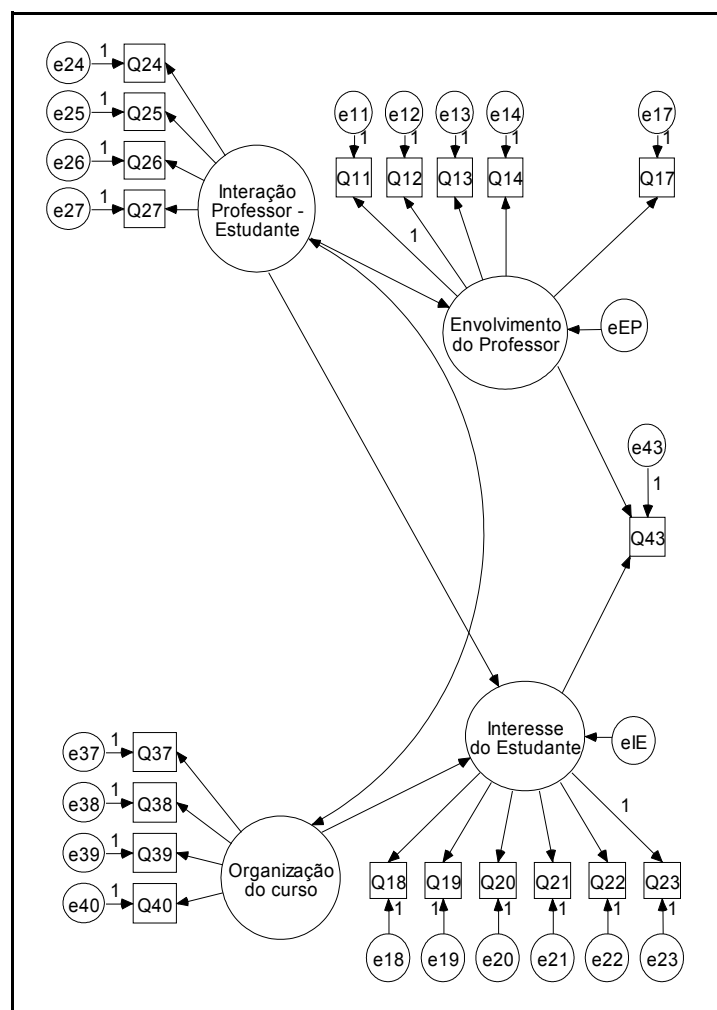 1
e24
Q24
1
e25
Q25
1
e26
Q26
1
e27
Q27
Interação
Professor -
Estudante
e11
e12
e13
e14
e17
1
1
1
1
1
Q11
Q12
Q13
Q14
Q17
1
Envolvimento
do Professor
eEP
e43
1
Q43
Interesse
do Estudante
eIE
1
e37
Q37
1
e38
Q38
1
e39
Q39
1
e40
Q40
Organização
do curso
1
Q18
Q19
Q20
Q21
Q22
Q23
1
1
1
1
1
1
e18
e19
e20
e21
e22
e23